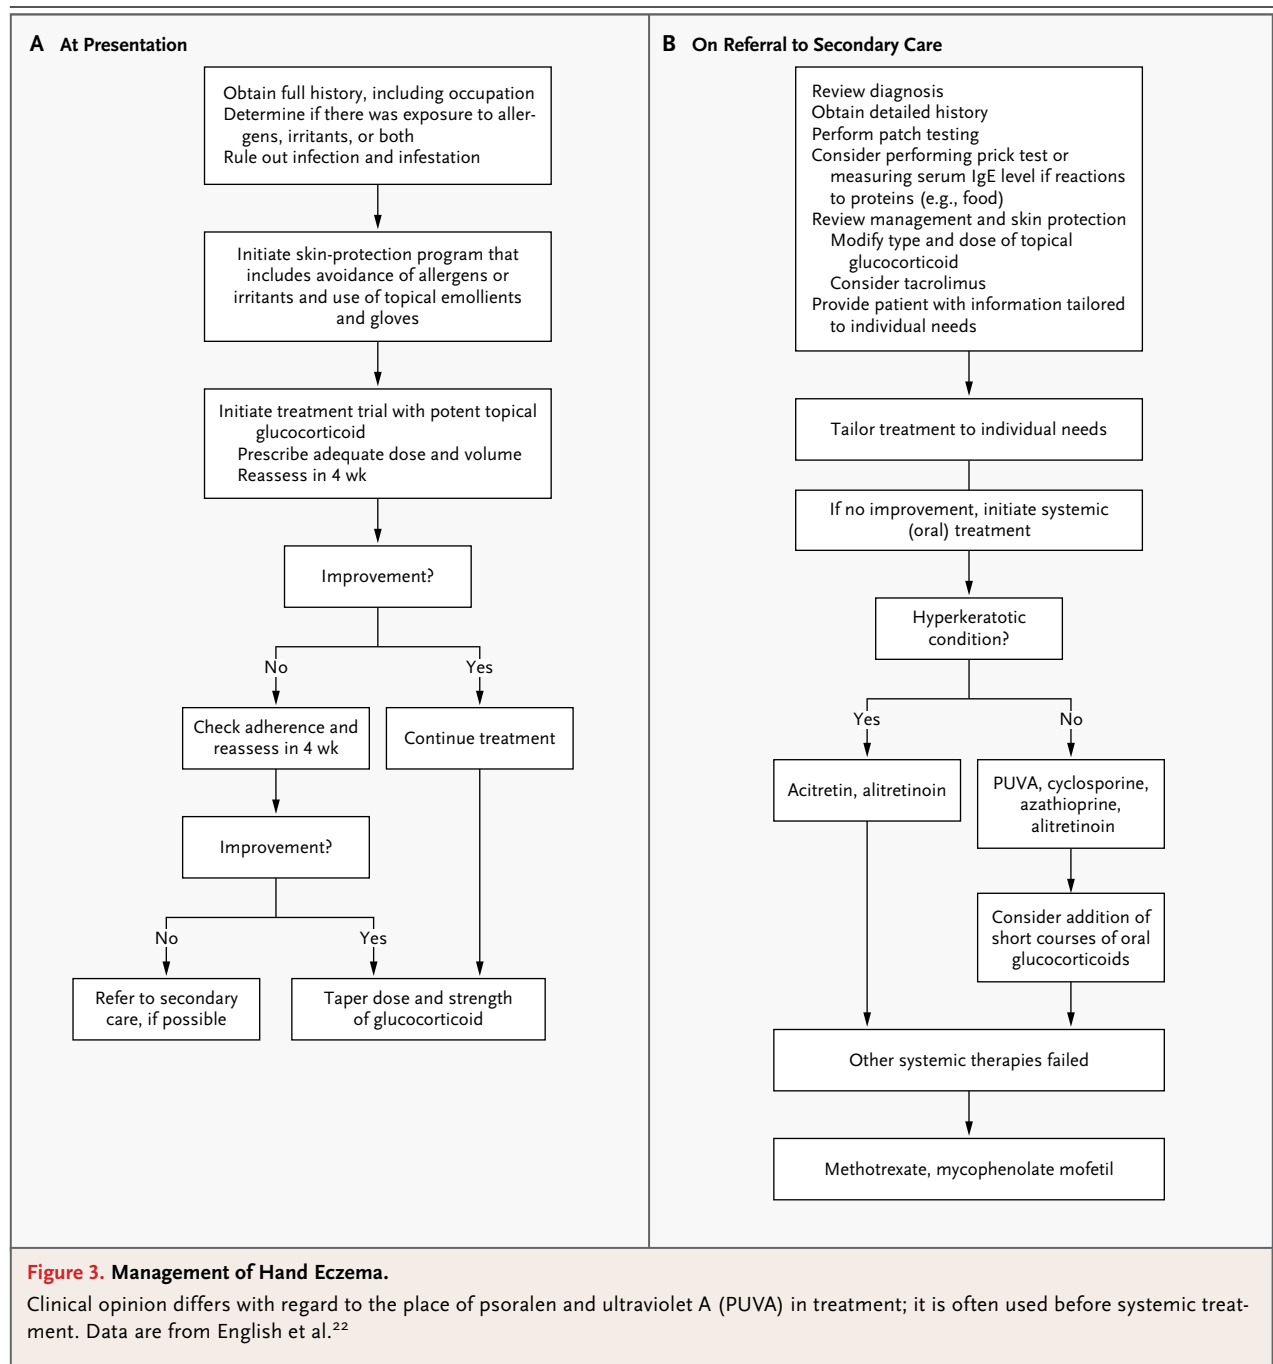 A At Presentation
Obtain full history, including occupation
Determine if there was exposure to aller-
gens, irritants, or both
Rule out infection and infestation
Initiate skin-protection program that
includes avoidance of allergens or
irritants and use of topical emollients
and gloves
Initiate treatment trial with potent topical
glucocorticoid
Prescribe adequate dose and volume
Reassess in 4 wk
Improvement?
No
Yes
Check adherence and
reassess in 4 wk
Continue treatment
Improvement?
No
Yes
Refer to secondary
care, if possible
Taper dose and strength
of glucocorticoid
B On Referral to Secondary Care
Review diagnosis
Obtain detailed history
Perform patch testing
Consider performing prick test or
measuring serum IgE level if reactions
to proteins (e.g., food)
Review management and skin protection
Modify type and dose of topical
glucocorticoid
Consider tacrolimus
Provide patient with information tailored
to individual needs
Tailor treatment to individual needs
If no improvement, initiate systemic
(oral) treatment
Hyperkeratotic
condition?
Yes
No
Acitretin, alitretinoin
PUVA, cyclosporine,
azathioprine,
alitretinoin
Consider addition of
short courses of oral
glucocorticoids
Other systemic therapies failed
Methotrexate, mycophenolate mofetil
Figure 3. Management of Hand Eczema.
Clinical opinion differs with regard to the place of psoralen and ultraviolet A (PUVA) in treatment; it is often used before systemic treat-
ment. Data are from English et al.²²